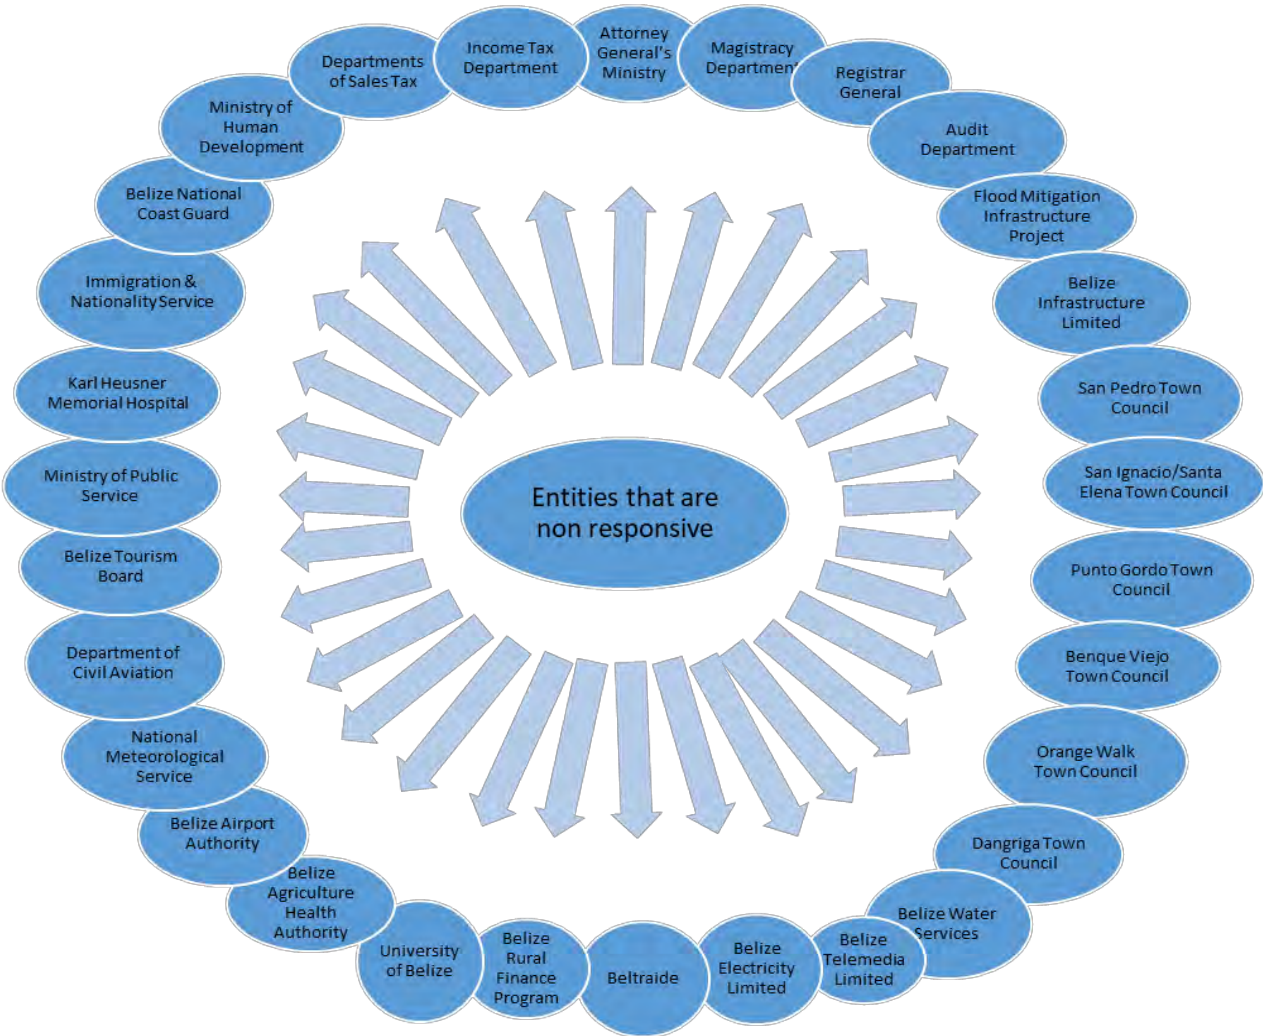 Attorney
General's
Ministry
Magistracy
Department
Registrar
General
Audit
Department
Flood Mitigation
Infrastructure
Project
Belize
Infrastructure
Limited
San Pedro Town
Council
San Ignacio/Santa
Elena Town Council
Punto Gordo Town
Council
Benque Viejo
Town Council
Orange Walk
Town Council
Dangriga Town
Council
Belize Water
Services
Belize
Telemedia
Limited
Belize
Electricity
Limited
Beltraide
Belize
Rural
Finance
Program
University
of Belize
Belize
Agriculture
Health
Authority
Belize Airport
Authority
National
Meteorological
Service
Department of
Civil Aviation
Belize Tourism
Board
Ministry of Public
Service
Karl Heusner
Memorial Hospital
Immigration &
Nationality Service
Belize National
Coast Guard
Ministry of
Human
Development
Departments
of Sales Tax
Income Tax
Department
Entities that are
non responsive